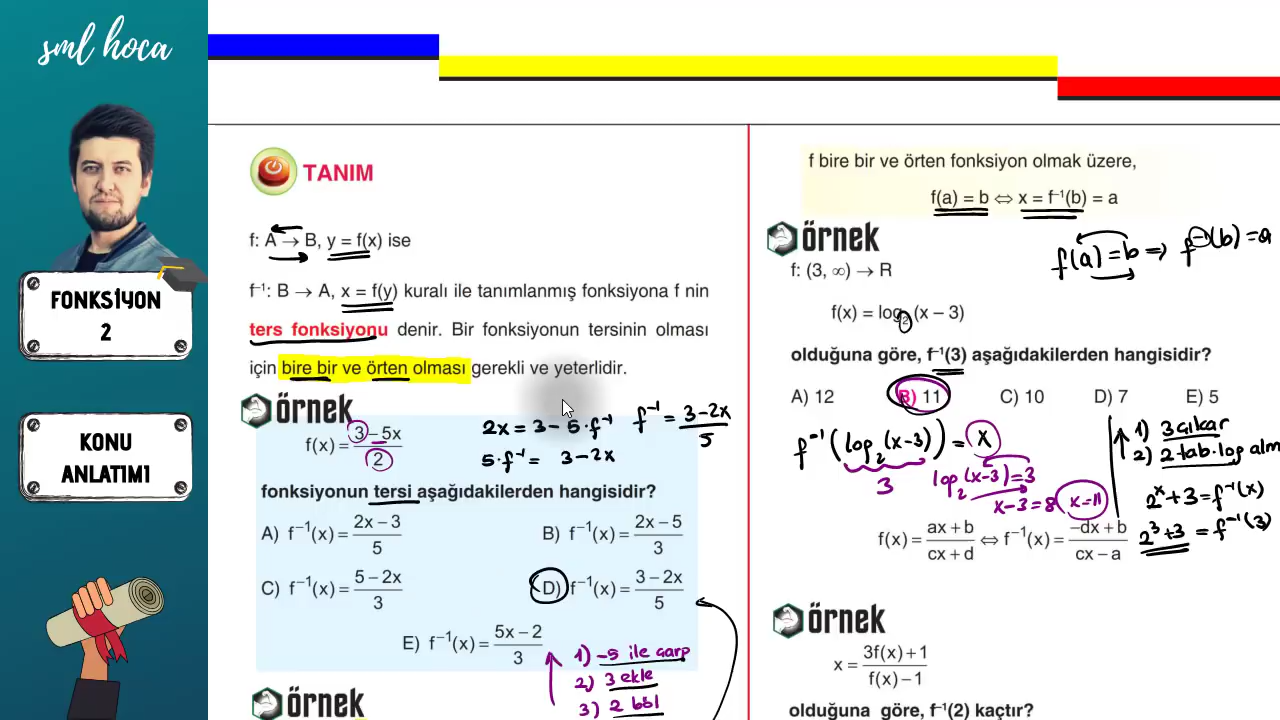 sml hoca
FONKSİYON
2
KONU
ANLATIMI
TANIM
f: A → B, y = f(x) ise
f⁻¹: B → A, x = f(y) kuralı ile tanımlanmış fonksiyona f nin
ters fonksiyonu denir. Bir fonksiyonun tersinin olması
için bire bir ve örten olması gerekli ve yeterlidir.
örnek
f(x) = (3 – 5x)/2
2x = 3 – 5·f⁻¹
5·f⁻¹ = 3 – 2x
f⁻¹ = (3 – 2x)/5
fonksiyonun tersi aşağıdakilerden hangisidir?
A) f⁻¹(x) = (2x – 3)/5
B) f⁻¹(x) = (2x – 5)/3
C) f⁻¹(x) = (5 – 2x)/3
D) f⁻¹(x) = (3 – 2x)/5
E) f⁻¹(x) = (5x – 2)/3
1) -5 ile çarp
2) 3 ekle
3) 2 böl
örnek
f bire bir ve örten fonksiyon olmak üzere,
f(a) = b ⇔ x = f⁻¹(b) = a
örnek
f(a) = b ⇒ f⁻¹(b) = a
f: (3, ∞) → R
f(x) = log₂(x – 3)
olduğuna göre, f⁻¹(3) aşağıdakilerden hangisidir?
A) 12 B) 11 C) 10 D) 7 E) 5
f⁻¹(log₂(x-3)) = x
3
log₂(x-3) = 3
x-3 = 8 x = 11
1) 3 çıkar
2) 2 tab. log alm
2ˣ + 3 = f⁻¹(x)
2³ + 3 = f⁻¹(3)
f(x) = (ax + b)/(cx + d) ⇔ f⁻¹(x) = (–dx + b)/(cx – a)
örnek
x = (3f(x) + 1)/(f(x) – 1)
olduğuna göre, f⁻¹(2) kaçtır?